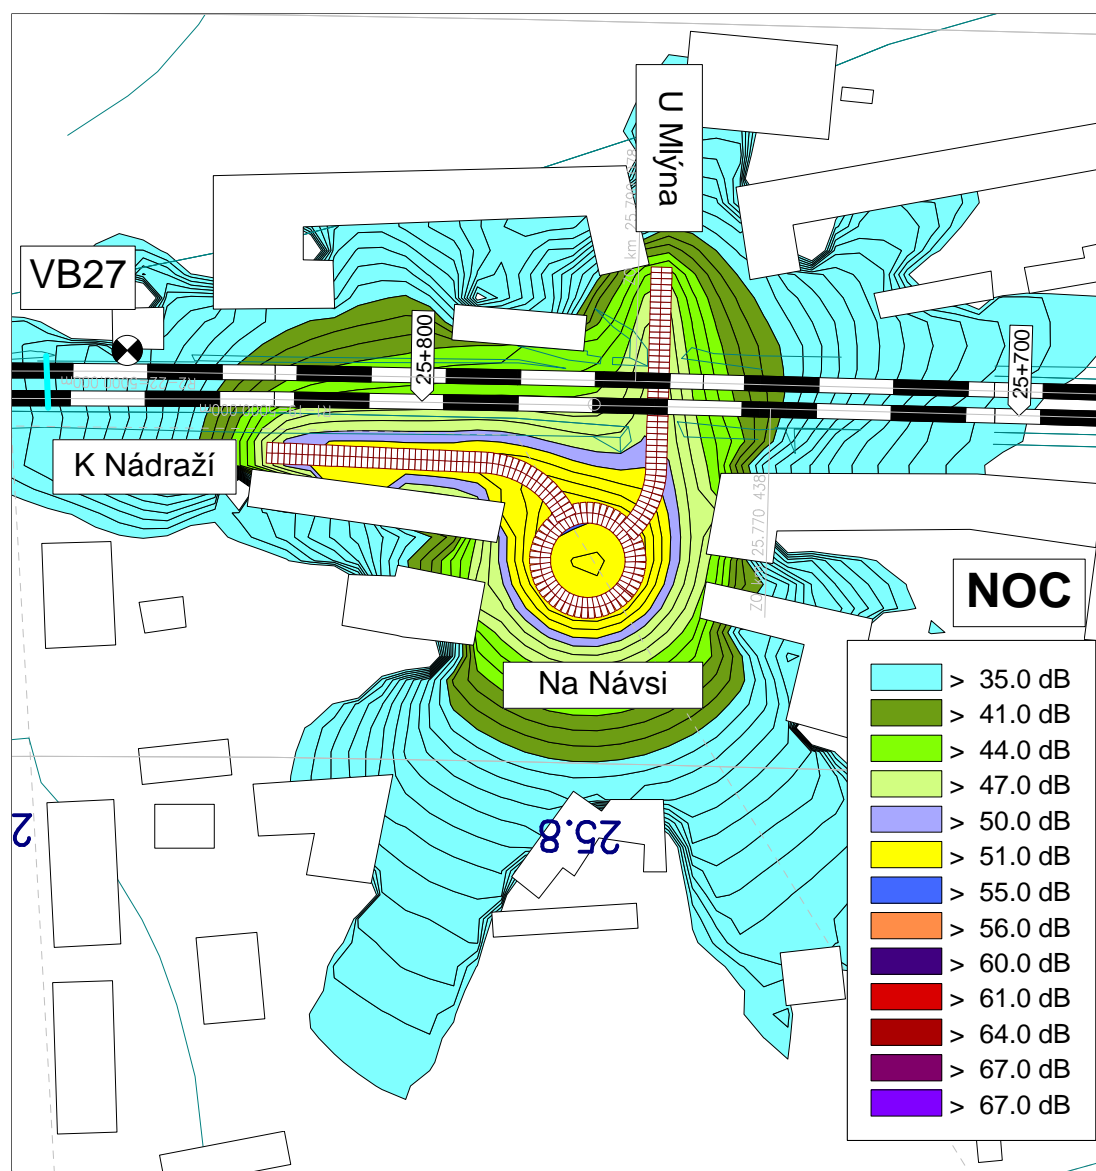 U Mlýna
VB27
25+800
25+700
K Nádraží
NOC
Na Návsi
25.8
2
> 35.0 dB
> 41.0 dB
> 44.0 dB
> 47.0 dB
> 50.0 dB
> 51.0 dB
> 55.0 dB
> 56.0 dB
> 60.0 dB
> 61.0 dB
> 64.0 dB
> 67.0 dB
> 67.0 dB